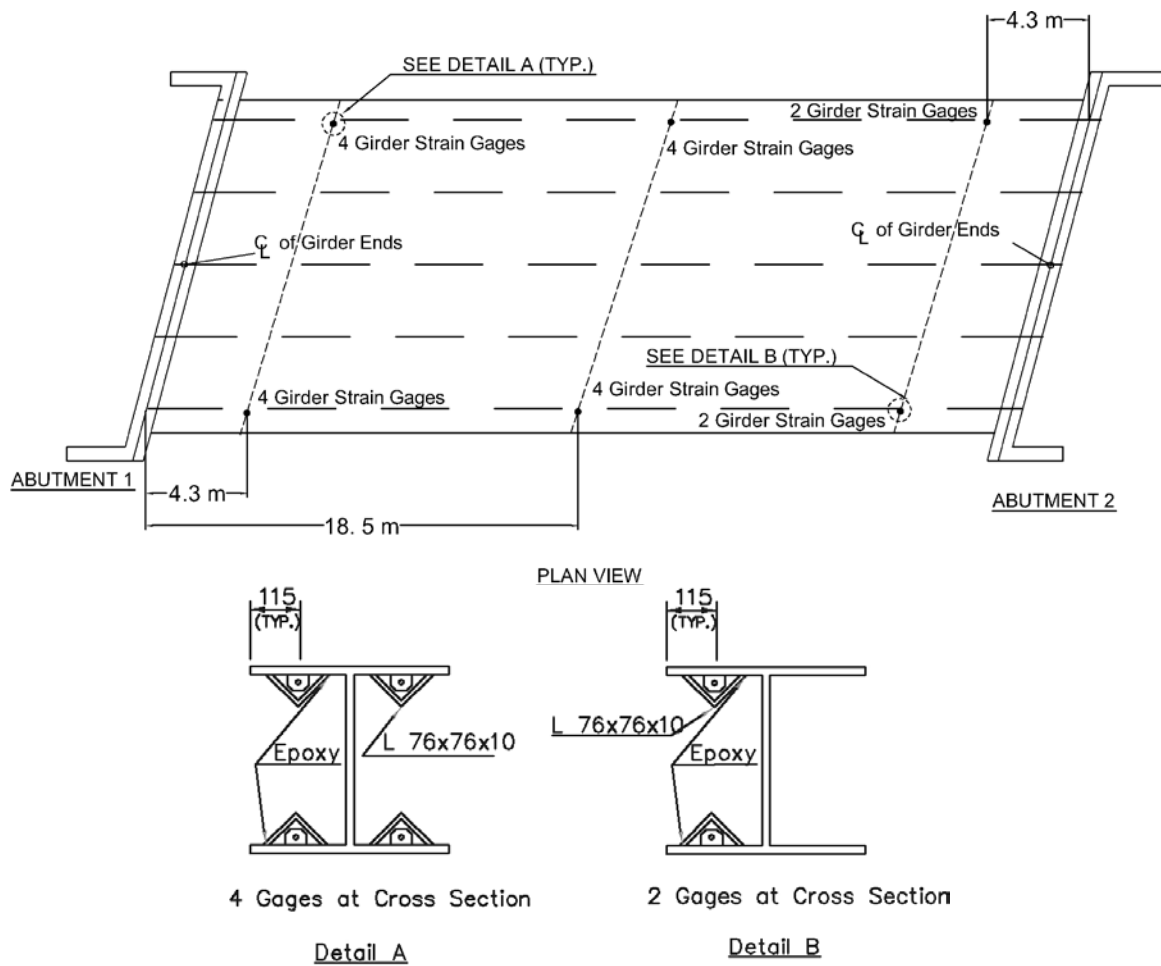 4.3 m
SEE DETAIL A (TYP.)
2 Girder Strain Gages
4 Girder Strain Gages
4 Girder Strain Gages
℄ of Girder Ends
℄ of Girder Ends
SEE DETAIL B (TYP.)
4 Girder Strain Gages
4 Girder Strain Gages
2 Girder Strain Gages
ABUTMENT 1
4.3 m
ABUTMENT 2
18. 5 m
PLAN VIEW
115
(TYP.)
115
(TYP.)
Epoxy
L 76x76x10
L 76x76x10
Epoxy
4 Gages at Cross Section
2 Gages at Cross Section
Detail A
Detail B